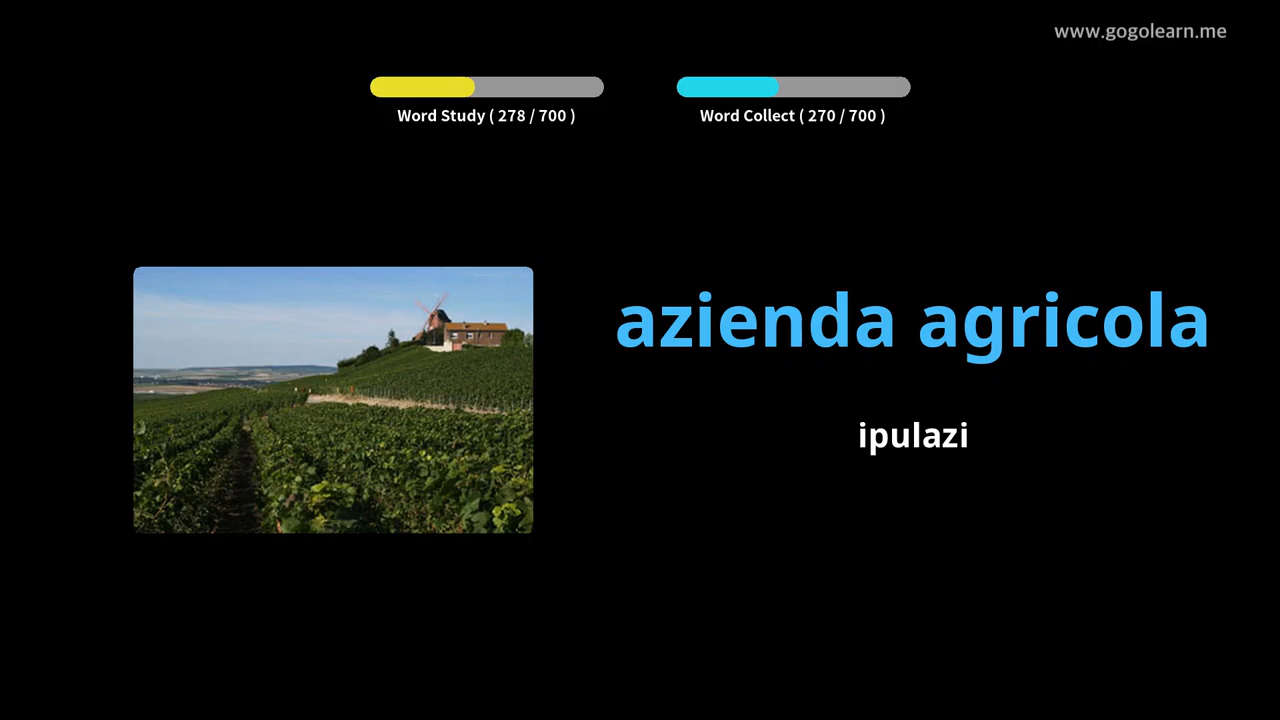 www.gogolearn.me
Word Study ( 278 / 700 )
Word Collect ( 270 / 700 )
azienda agricola
ipulazi